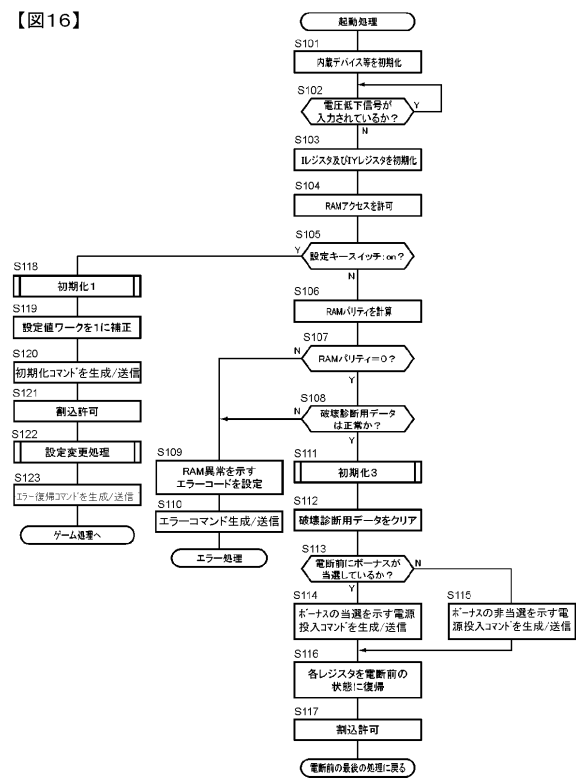 【図16】
起動処理
S101
内蔵デバイス等を初期化
S102
電圧低下信号が
入力されているか？
Y
N
S103
Iレジスタ及びIYレジスタを初期化
S104
RAMアクセスを許可
S105
Y
設定キースイッチ:on？
N
S118
初期化1
S119
設定値ワークを1に補正
S120
初期化コマンドを生成/送信
S121
割込許可
S122
設定変更処理
S123
エラー復帰コマンドを生成/送信
ゲーム処理へ
S106
RAMパリティを計算
S107
N
RAMパリティ=0？
Y
S108
N
破壊診断用データ
は正常か？
Y
S109
RAM異常を示す
エラーコードを設定
S110
エラーコマンド生成/送信
エラー処理
S111
初期化3
S112
破壊診断用データをクリア
S113
電断前にボーナスが
当選しているか？
N
Y
S114
ボーナスの当選を示す電源
投入コマンドを生成/送信
S115
ボーナスの非当選を示す電
源投入コマンドを生成/送信
S116
各レジスタを電断前の
状態に復帰
S117
割込許可
電断前の最後の処理に戻る